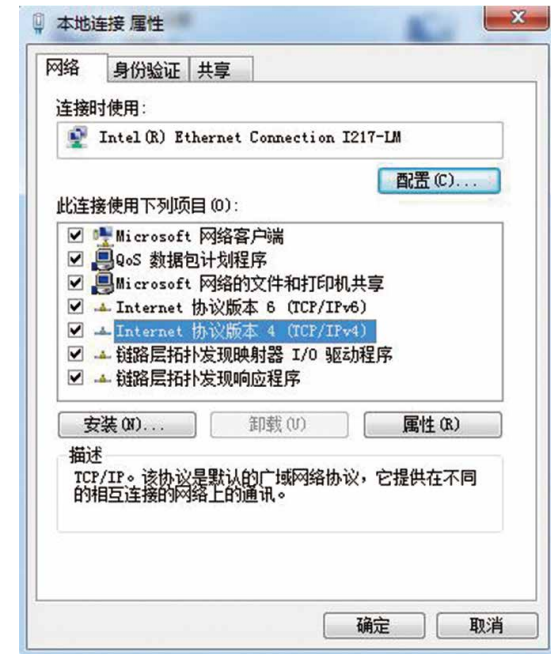 本地连接 属性
网络 身份验证 共享
连接时使用:
Intel(R) Ethernet Connection I217-LM
配置(C)...
此连接使用下列项目(O):
Microsoft 网络客户端
QoS 数据包计划程序
Microsoft 网络的文件和打印机共享
Internet 协议版本 6 (TCP/IPv6)
Internet 协议版本 4 (TCP/IPv4)
链路层拓扑发现映射器 I/O 驱动程序
链路层拓扑发现响应程序
安装(N)... 卸载(U) 属性(R)
描述
TCP/IP。该协议是默认的广域网络协议，它提供在不同
的相互连接的网络上的通讯。
确定 取消